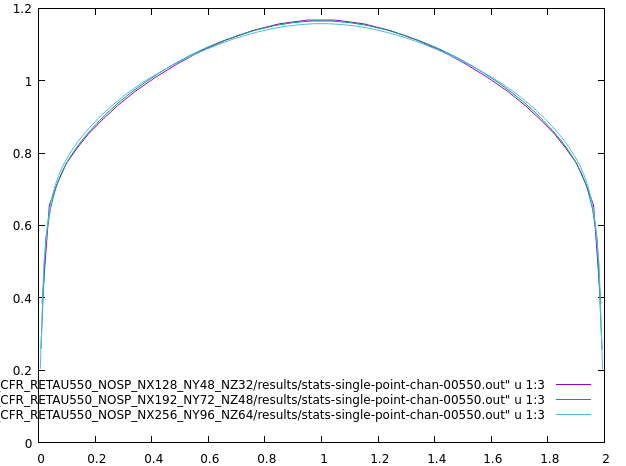 1.2
1
0.8
0.6
0.4
0.2
CFR_RETAU550_NOSP_NX128_NY48_NZ32/results/stats-single-point-chan-00550.out" u 1:3
CFR_RETAU550_NOSP_NX192_NY72_NZ48/results/stats-single-point-chan-00550.out" u 1:3
CFR_RETAU550_NOSP_NX256_NY96_NZ64/results/stats-single-point-chan-00550.out" u 1:3
0
0 0.2 0.4 0.6 0.8 1 1.2 1.4 1.6 1.8 2